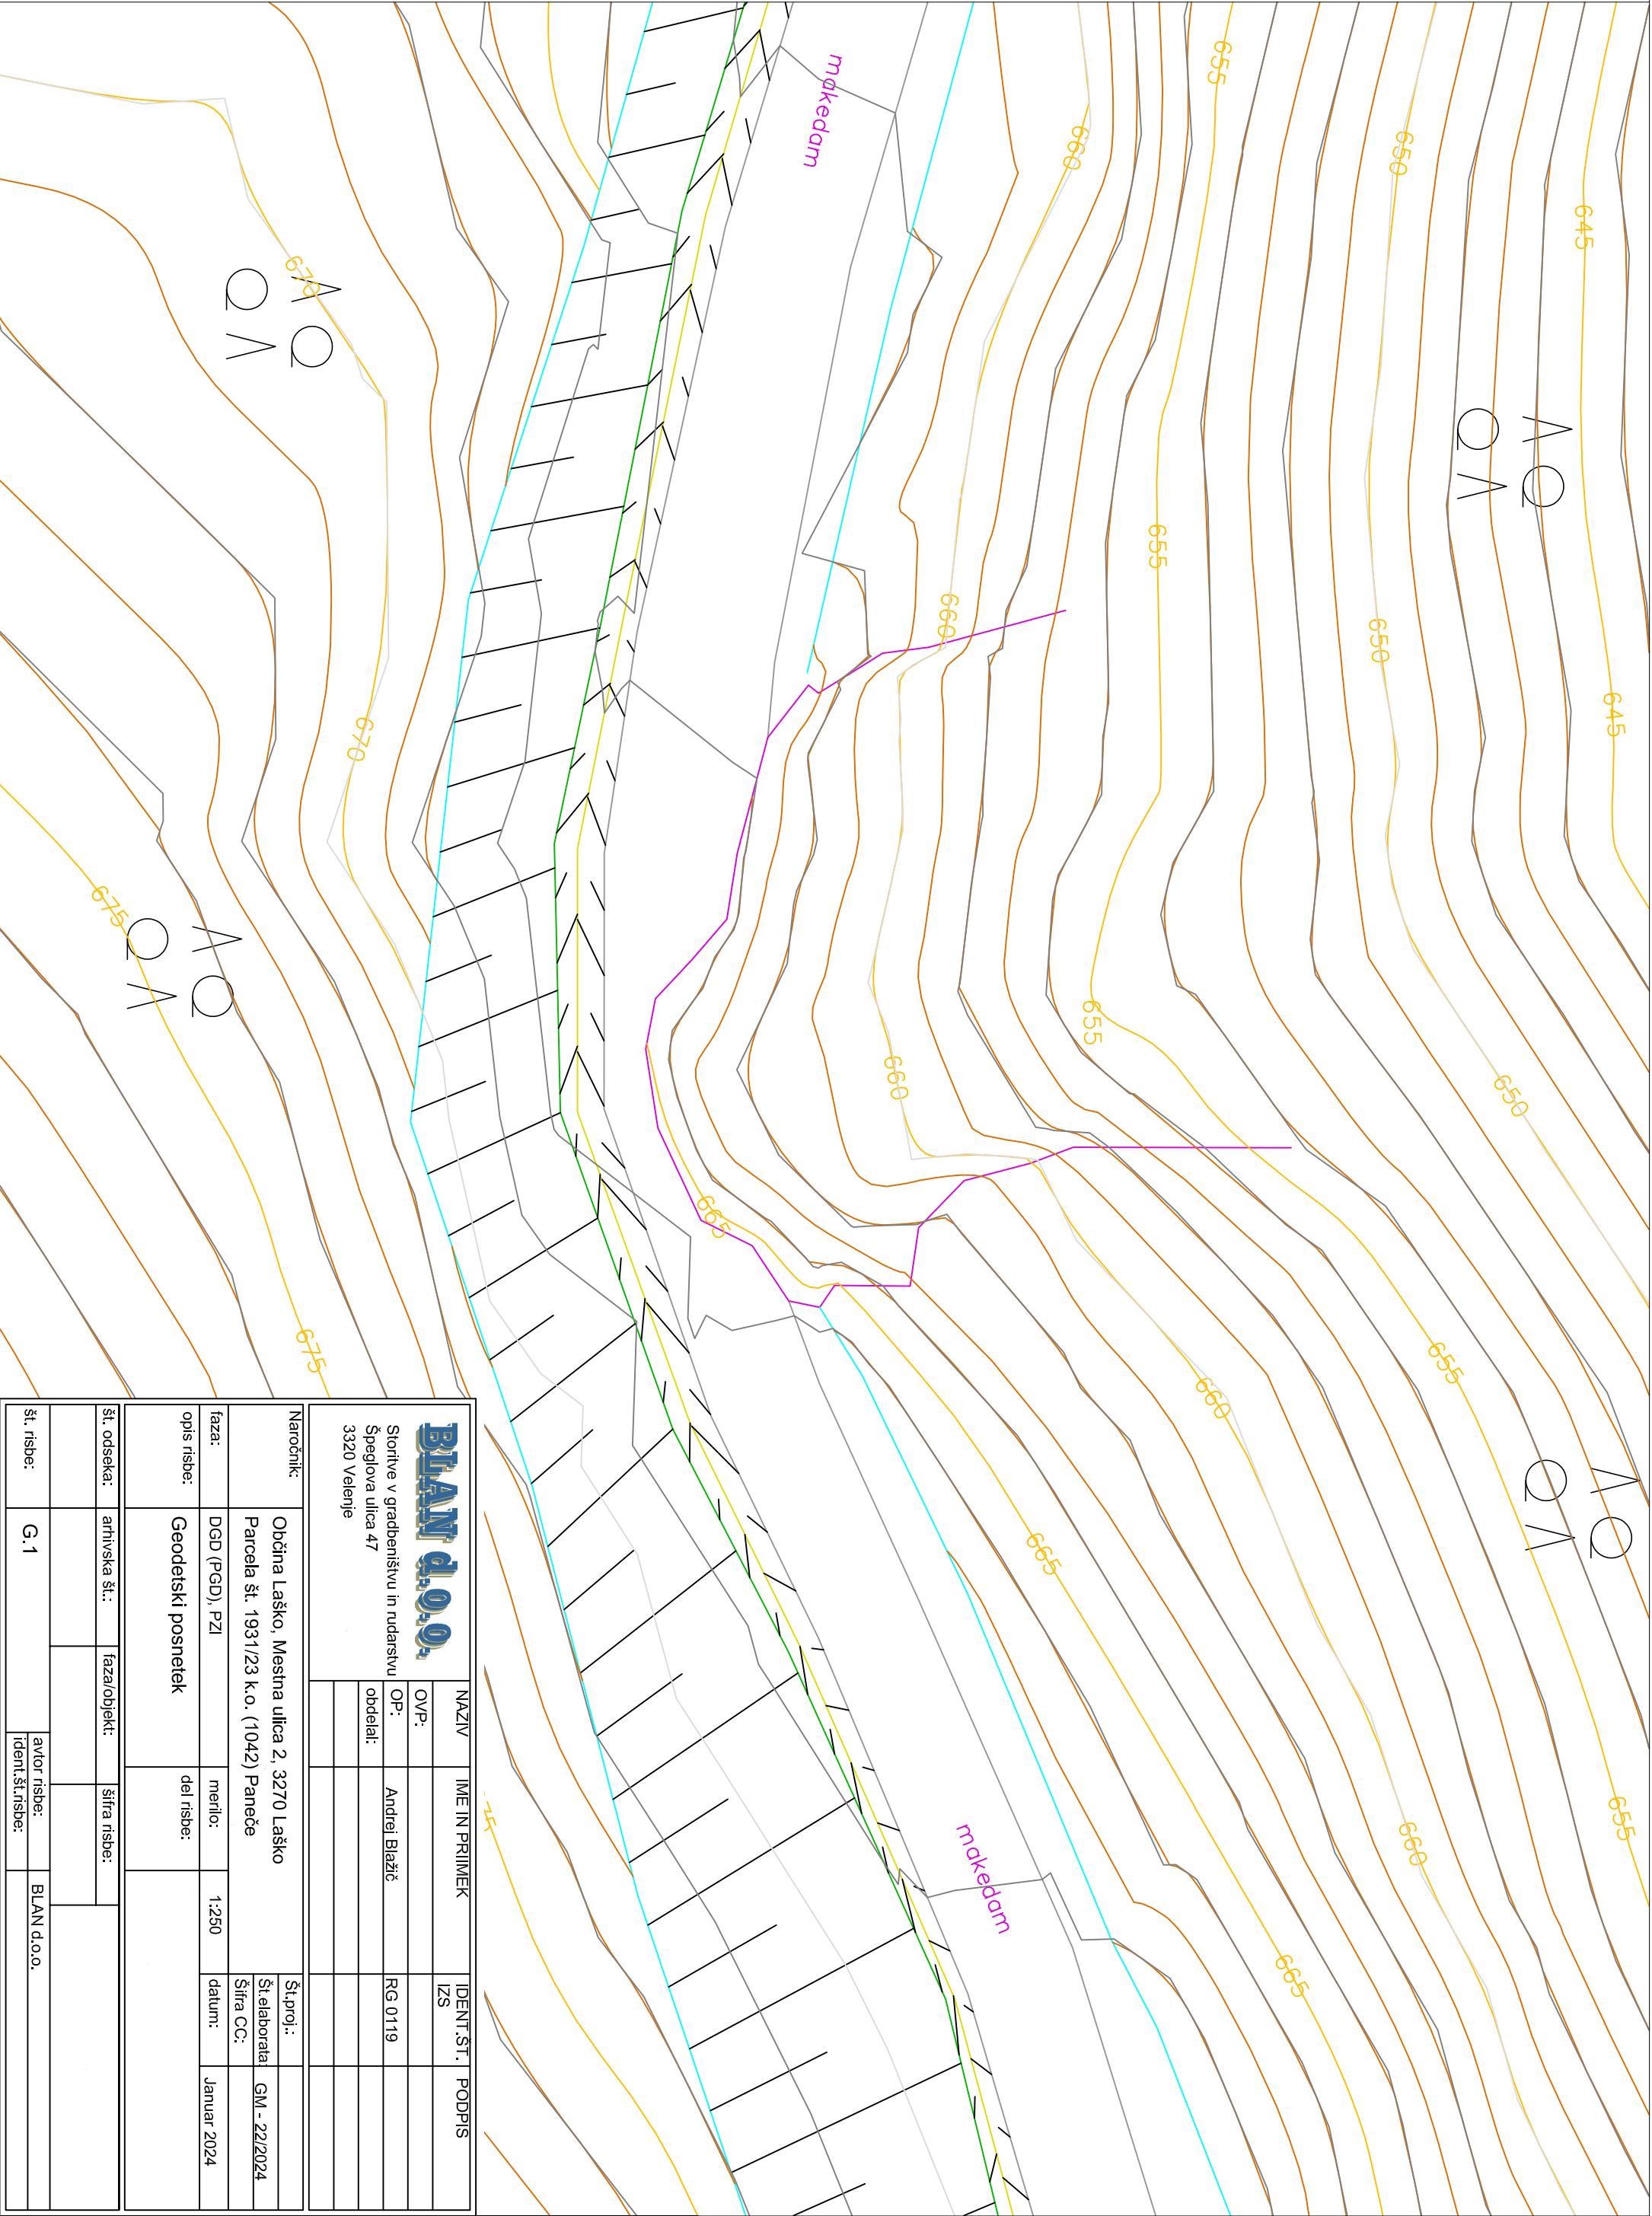 makedam
makedam
645
645
650
650
650
655
655
655
655
655
660
660
660
660
660
665
665
665
670
670
675
675
75
BLAN d.o.o.
Storitve v gradbeništvu in rudarstvu
Špeglova ulica 47
3320 Velenje
NAZIV IME IN PRIIMEK IDENT.ŠT. IZS PODPIS
OVP:
OP: Andrej Blažič RG 0119
obdelal:
Naročnik: Občina Laško, Mestna ulica 2, 3270 Laško
Parcela št. 1931/23 k.o. (1042) Paneče
Št.proj.:
Št.elaborata: GM - 22/2024
Šifra CC:
faza: DGD (PGD), PZI merilo: 1:250 datum: Januar 2024
opis risbe: Geodetski posnetek del risbe:
št. odseka: arhivska št.: faza/objekt: šifra risbe:
št. risbe: G.1 avtor risbe: BLAN d.o.o.
ident.št.risbe: